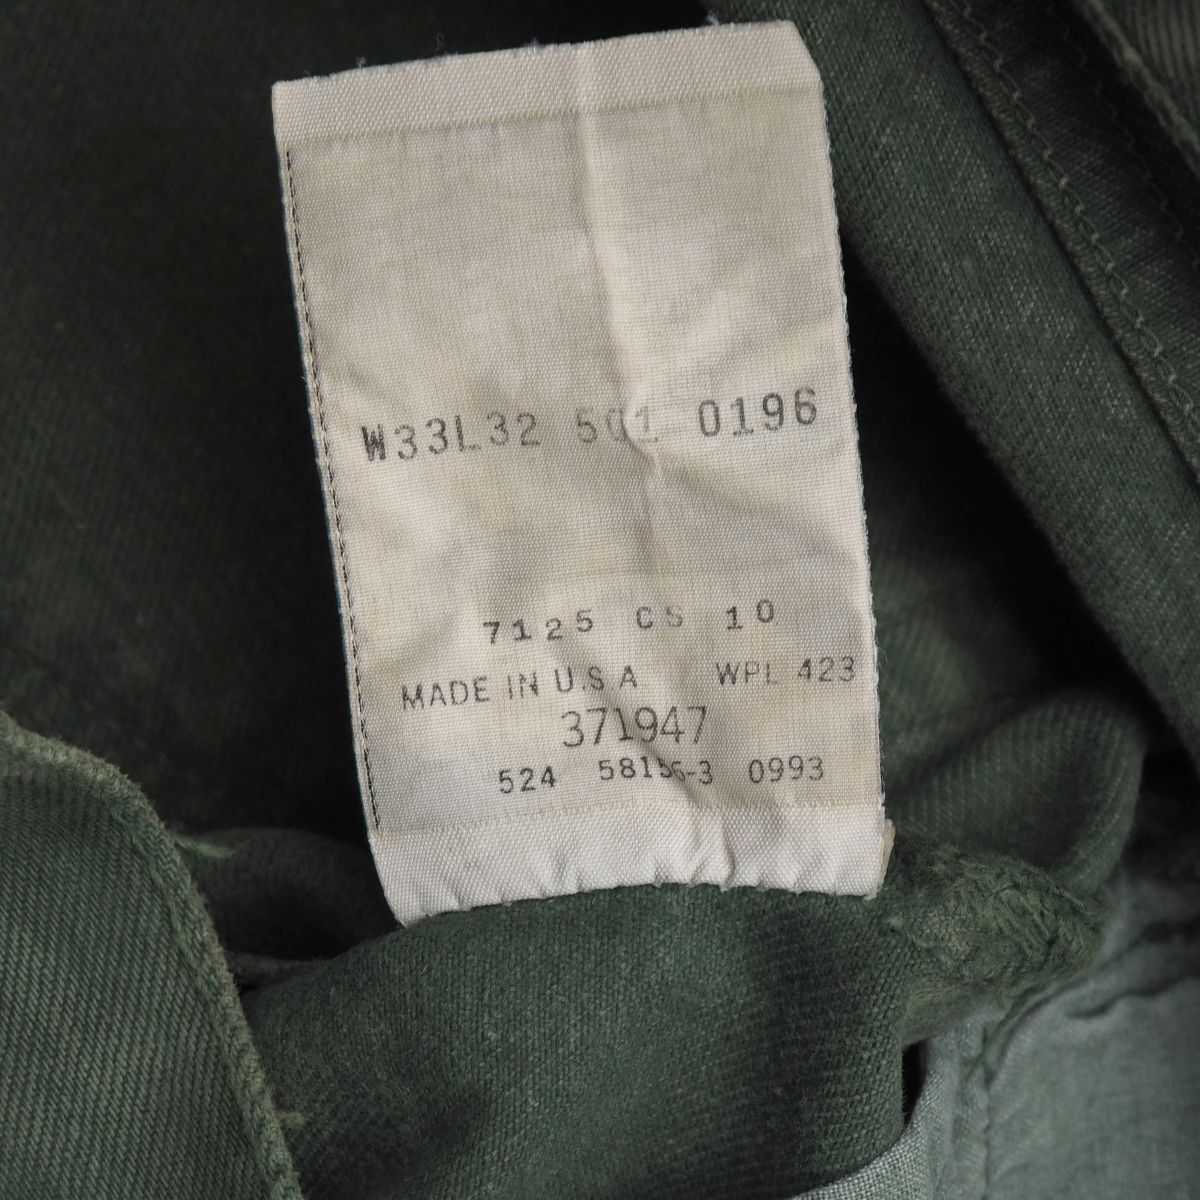 W33L32 501 0196
7125 CS 10
MADE IN U.S.A WPL 423
371947
524 58156-3 0993